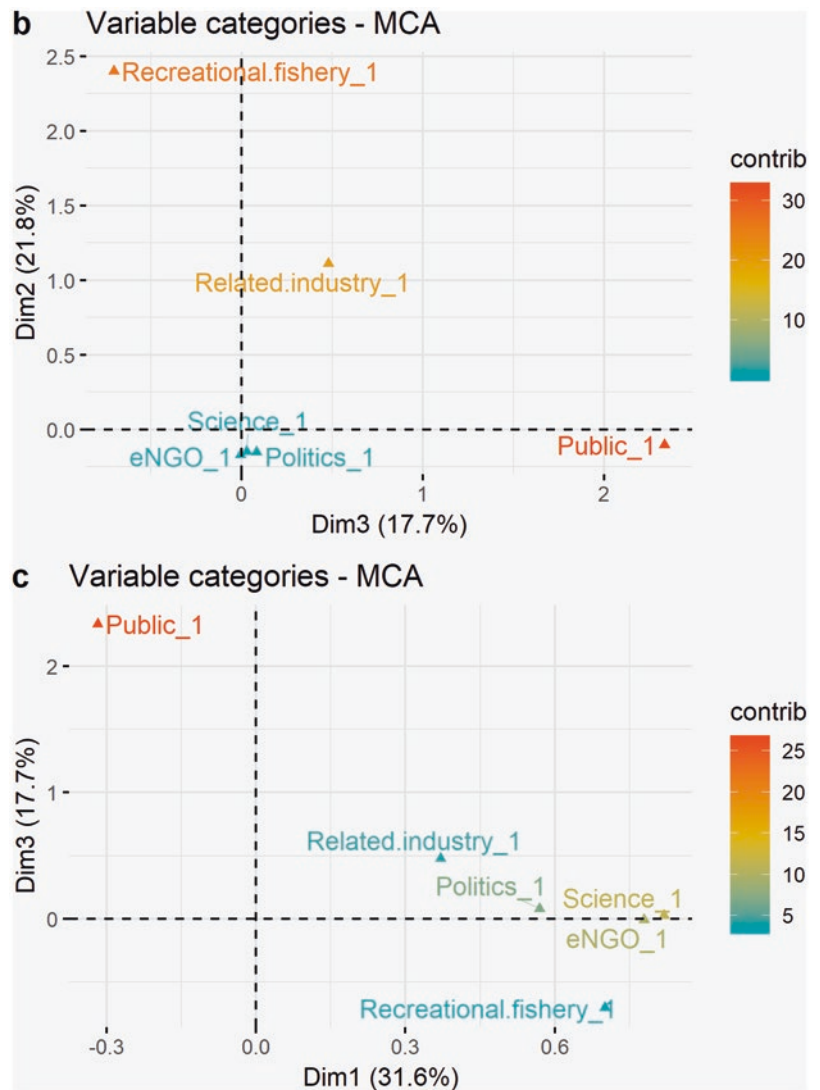 b Variable categories - MCA
2.5
Recreational.fishery_1
2.0
1.5
1.0
0.5
0.0
Dim2 (21.8%)
Related.industry_1
Science_1
eNGO_1
Politics_1
Public_1
0
1
2
Dim3 (17.7%)
contrib
30
20
10
c Variable categories - MCA
Public_1
2
1
0
Dim3 (17.7%)
Related.industry_1
Politics_1
Science_1
eNGO_1
Recreational.fishery_1
-0.3
0.0
0.3
0.6
Dim1 (31.6%)
contrib
25
20
15
10
5